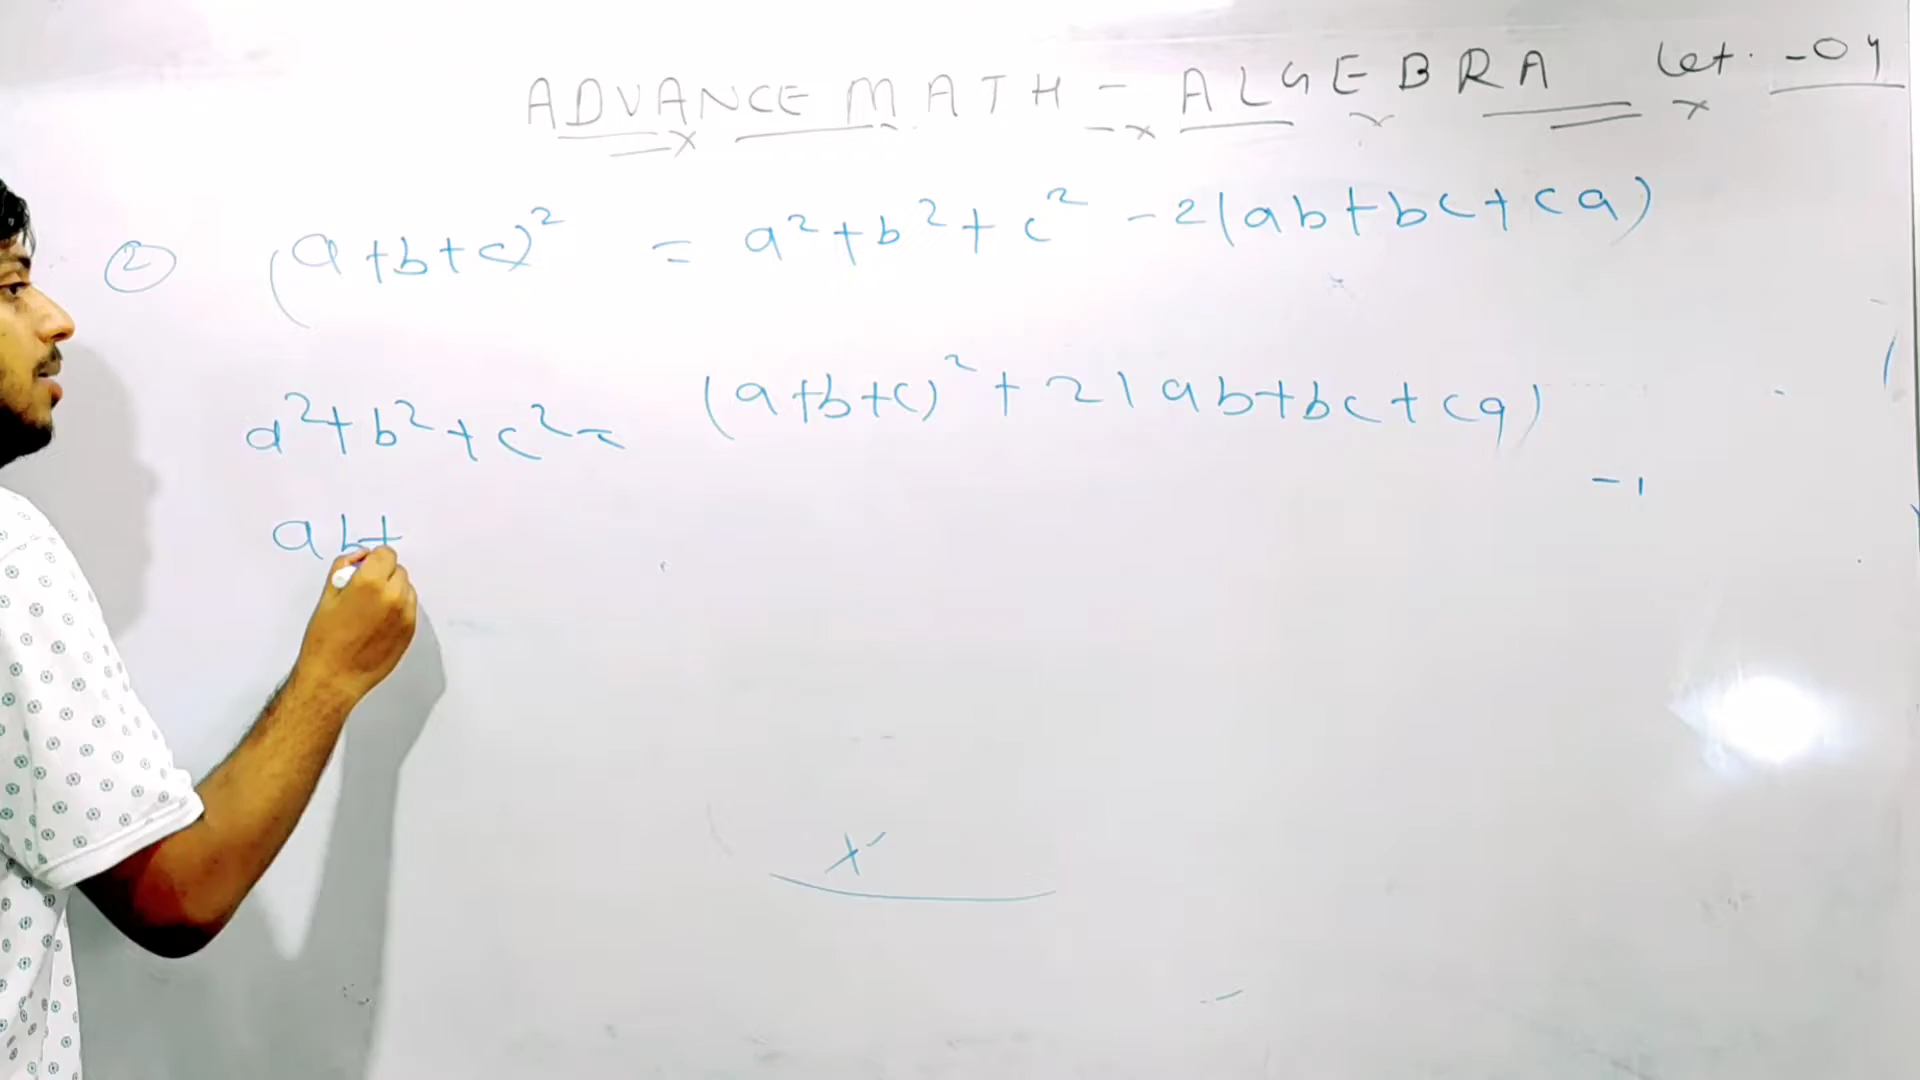 ADVANCE MATH - ALGEBRA Let. -04
② (a+b+c)² = a²+b²+c² -2(ab+bc+ca)
a²+b²+c² = (a+b+c)² + 2(ab+bc+ca)
-1
ab+
x